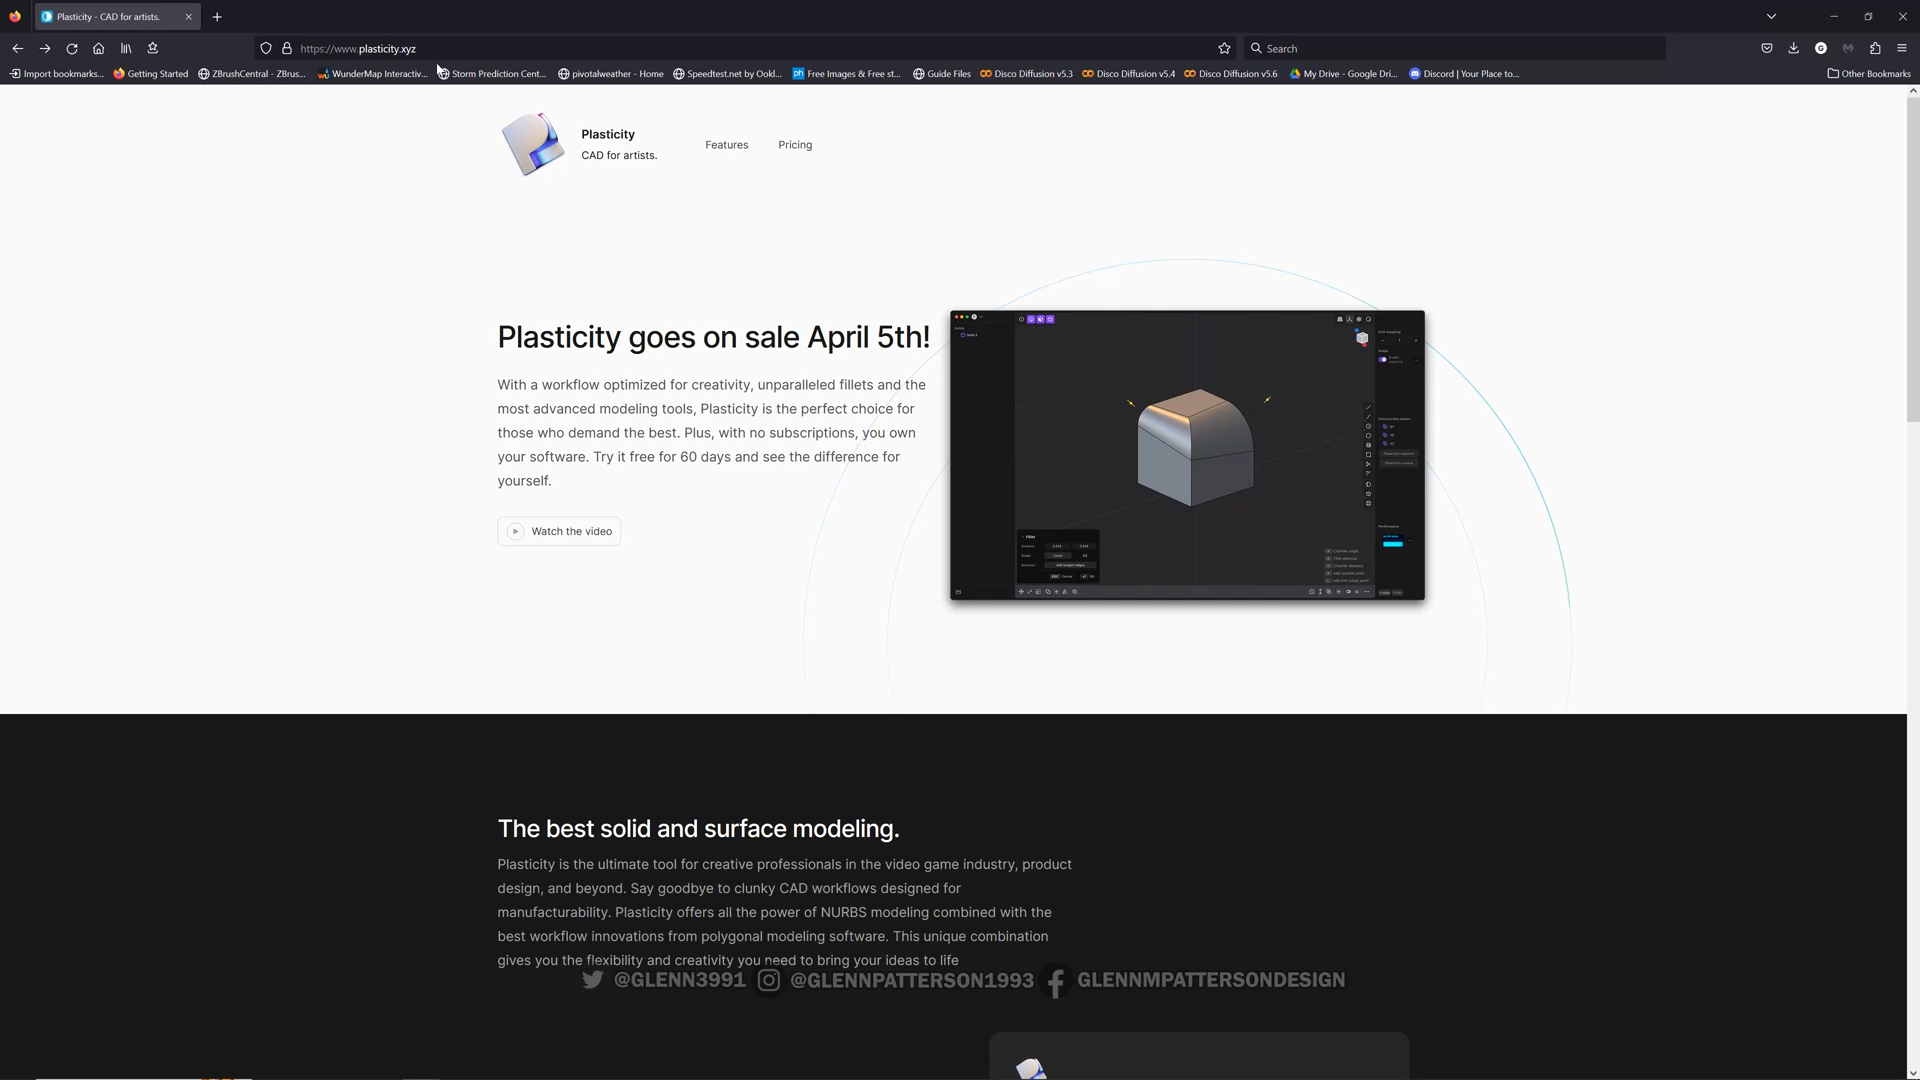 Plasticity - CAD for artists.
https://www.plasticity.xyz
Search
Import bookmarks...
Getting Started
ZBrushCentral - ZBrus...
WunderMap Interactiv...
Storm Prediction Cent...
pivotalweather - Home
Speedtest.net by Ookl...
Free Images & Free st...
Guide Files
Disco Diffusion v5.3
Disco Diffusion v5.4
Disco Diffusion v5.6
My Drive - Google Dri...
Discord | Your Place to...
Other Bookmarks
Plasticity
CAD for artists.
Features
Pricing
Plasticity goes on sale April 5th!
With a workflow optimized for creativity, unparalleled fillets and the
most advanced modeling tools, Plasticity is the perfect choice for
those who demand the best. Plus, with no subscriptions, you own
your software. Try it free for 60 days and see the difference for
yourself.
Watch the video
Fillet
The best solid and surface modeling.
Plasticity is the ultimate tool for creative professionals in the video game industry, product
design, and beyond. Say goodbye to clunky CAD workflows designed for
manufacturability. Plasticity offers all the power of NURBS modeling combined with the
best workflow innovations from polygonal modeling software. This unique combination
gives you the flexibility and creativity you need to bring your ideas to life
@GLENN3991 @GLENNPATTERSON1993 GLENNMPATTERSONDESIGN